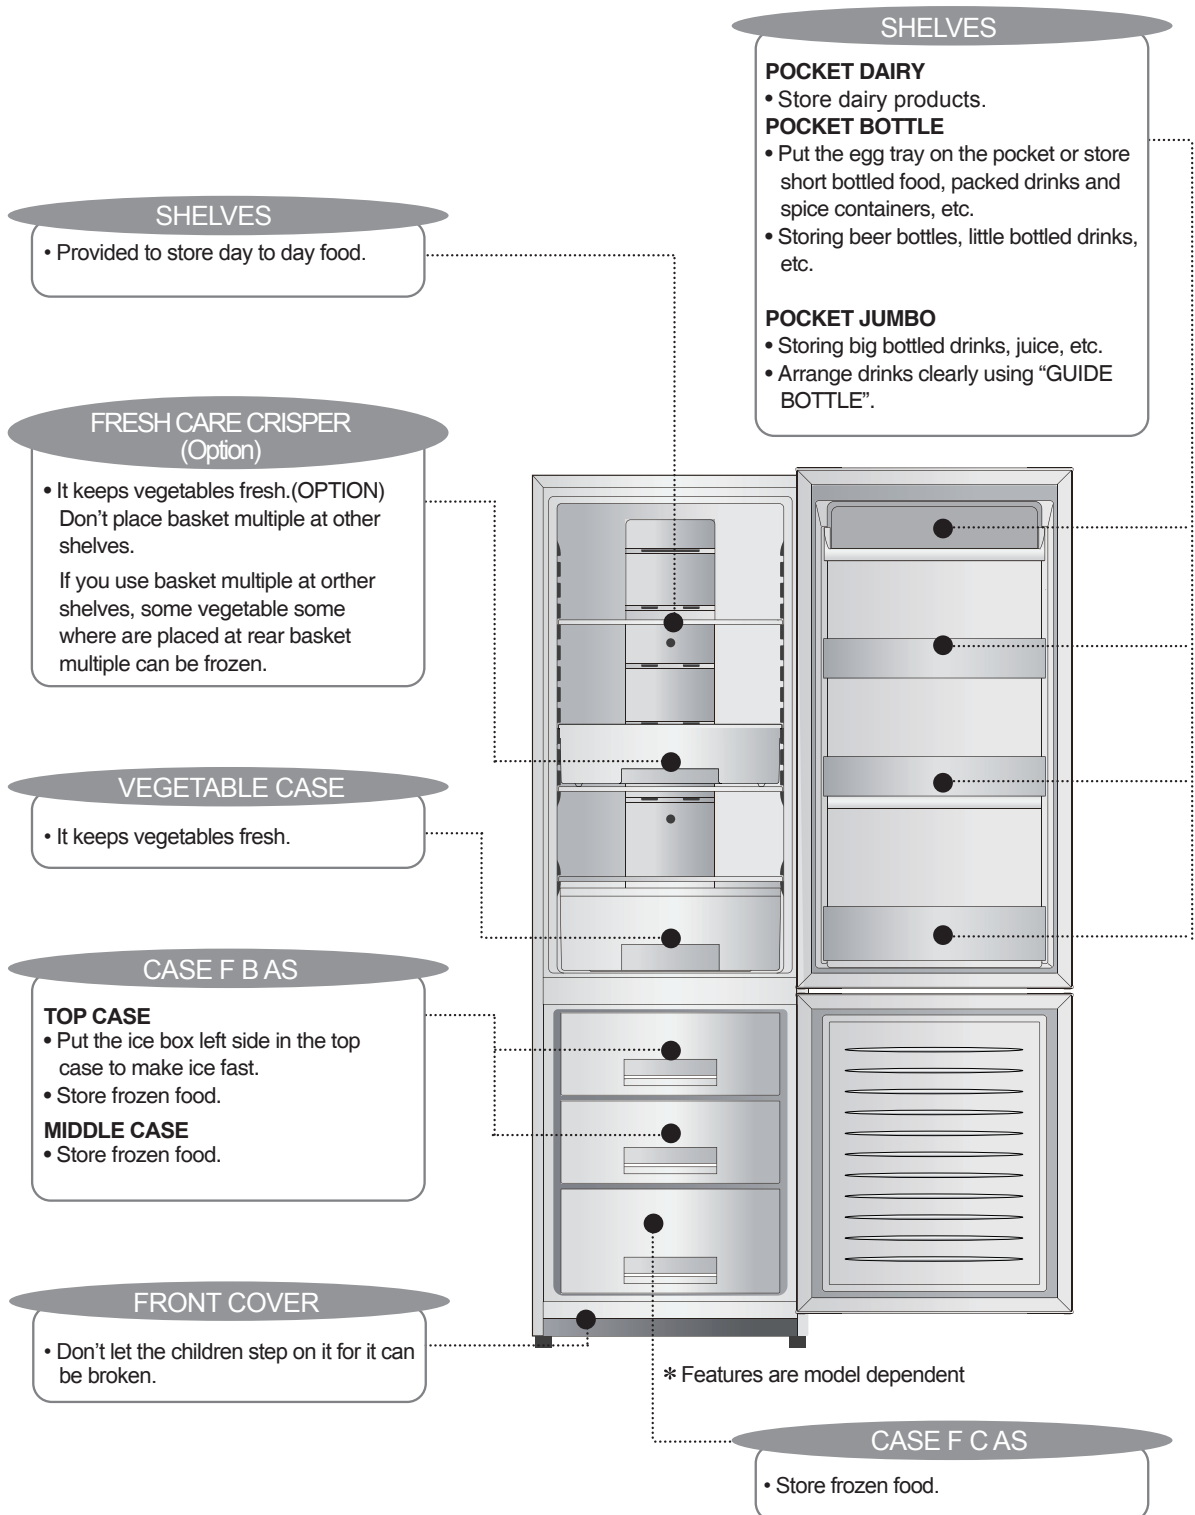 SHELVES
POCKET DAIRY
• Store dairy products.
POCKET BOTTLE
• Put the egg tray on the pocket or store
short bottled food, packed drinks and
spice containers, etc.
• Storing beer bottles, little bottled drinks,
etc.
POCKET JUMBO
• Storing big bottled drinks, juice, etc.
• Arrange drinks clearly using “GUIDE
BOTTLE”.
SHELVES
• Provided to store day to day food.
FRESH CARE CRISPER
(Option)
• It keeps vegetables fresh.(OPTION)
Don’t place basket multiple at other
shelves.
If you use basket multiple at orther
shelves, some vegetable some
where are placed at rear basket
multiple can be frozen.
VEGETABLE CASE
• It keeps vegetables fresh.
CASE F B AS
TOP CASE
• Put the ice box left side in the top
case to make ice fast.
• Store frozen food.
MIDDLE CASE
• Store frozen food.
FRONT COVER
• Don’t let the children step on it for it can
be broken.
* Features are model dependent
CASE F C AS
• Store frozen food.